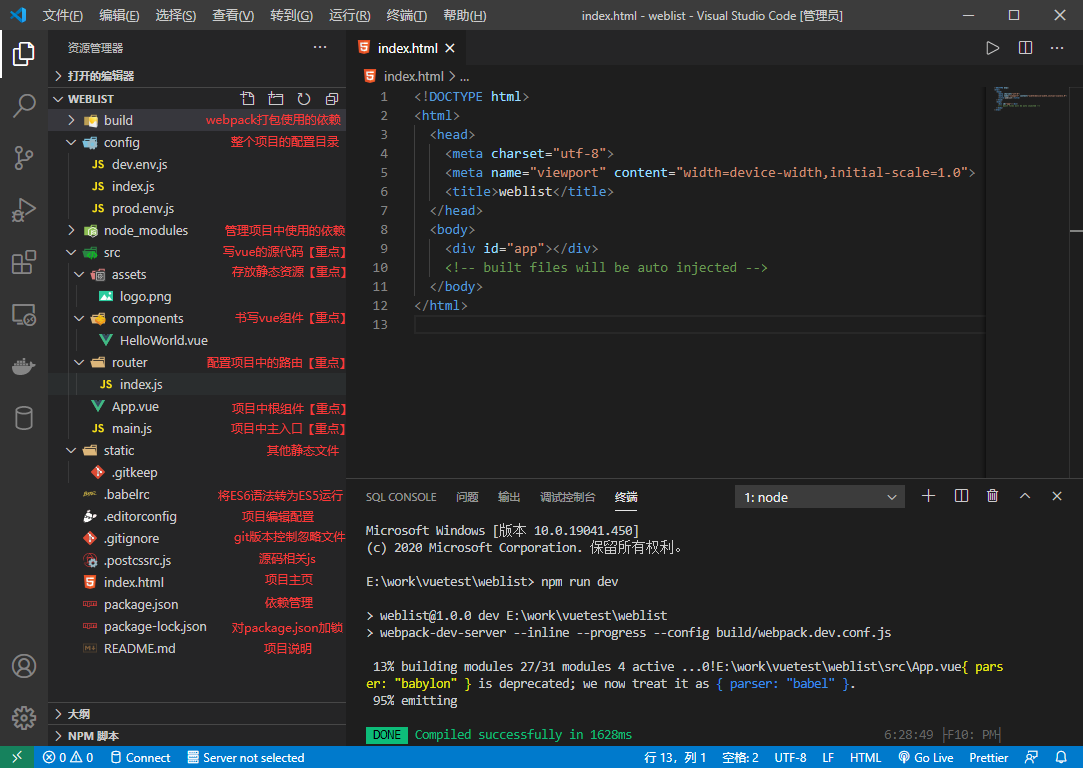 文件(F) 编辑(E) 选择(S) 查看(V) 转到(G) 运行(R) 终端(T) 帮助(H) index.html - weblist - Visual Studio Code [管理员]
资源管理器 ...
打开的编辑器
WEBLIST
build webpack打包使用的依赖
config 整个项目的配置目录
JS dev.env.js
JS index.js
JS prod.env.js
node_modules 管理项目中使用的依赖
src 写vue的源代码【重点】
assets 存放静态资源【重点】
logo.png
components 书写vue组件【重点】
HelloWorld.vue
router 配置项目中的路由【重点】
JS index.js
App.vue 项目中根组件【重点】
JS main.js 项目中主入口【重点】
static 其他静态文件
.gitkeep
.babelrc 将ES6语法转为ES5运行
.editorconfig 项目编辑配置
.gitignore git版本控制忽略文件
.postcssrc.js 源码相关js
index.html 项目主页
package.json 依赖管理
package-lock.json 对package.json加锁
README.md 项目说明
大纲
NPM 脚本
index.html
index.html > ...
1 <!DOCTYPE html>
2 <html>
3 <head>
4 <meta charset="utf-8">
5 <meta name="viewport" content="width=device-width,initial-scale=1.0">
6 <title>weblist</title>
7 </head>
8 <body>
9 <div id="app"></div>
10 <!-- built files will be auto injected -->
11 </body>
12 </html>
13
SQL CONSOLE 问题 输出 调试控制台 终端 1: node
Microsoft Windows [版本 10.0.19041.450]
(c) 2020 Microsoft Corporation. 保留所有权利。
E:\work\vuetest\weblist> npm run dev
> weblist@1.0.0 dev E:\work\vuetest\weblist
> webpack-dev-server --inline --progress --config build/webpack.dev.conf.js
13% building modules 27/31 modules 4 active ...0!E:\work\vuetest\weblist\src\App.vue{ pars
er: "babylon" } is deprecated; we now treat it as { parser: "babel" }.
95% emitting
DONE Compiled successfully in 1628ms 6:28:49 ├F10: PM┤
0 0 Connect Server not selected 行 13，列 1 空格: 2 UTF-8 LF HTML Go Live Prettier